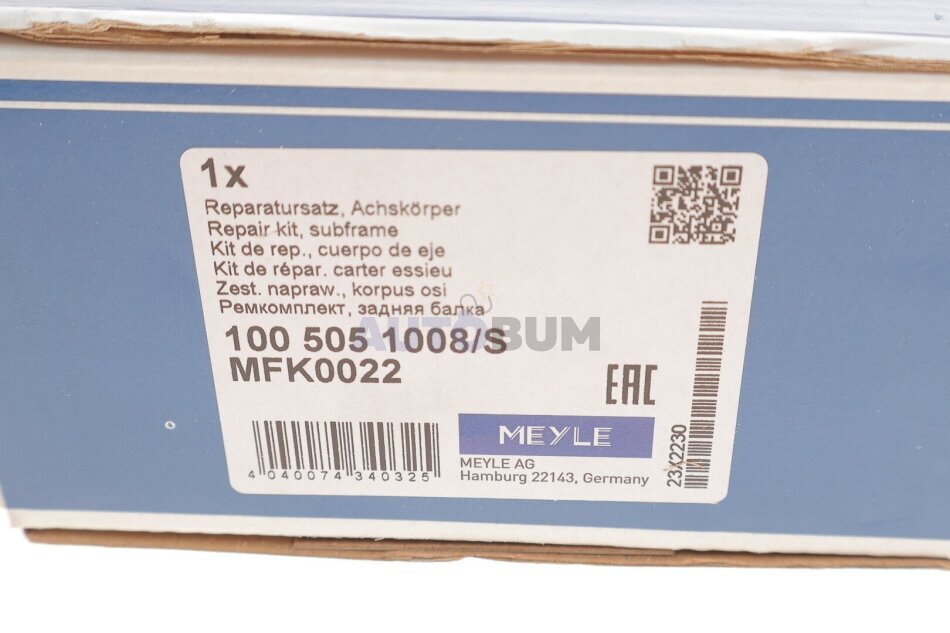 1x
Reparatursatz, Achskörper
Repair kit, subframe
Kit de rep., cuerpo de eje
Kit de répar. carter essieu
Zest. napraw., korpus osi
Ремкомплект, задняя балка
AUTOBUM
100 505 1008/S
MFK0022
EAC
MEYLE
MEYLE AG
Hamburg 22143, Germany
4 040074 340325
23X2230